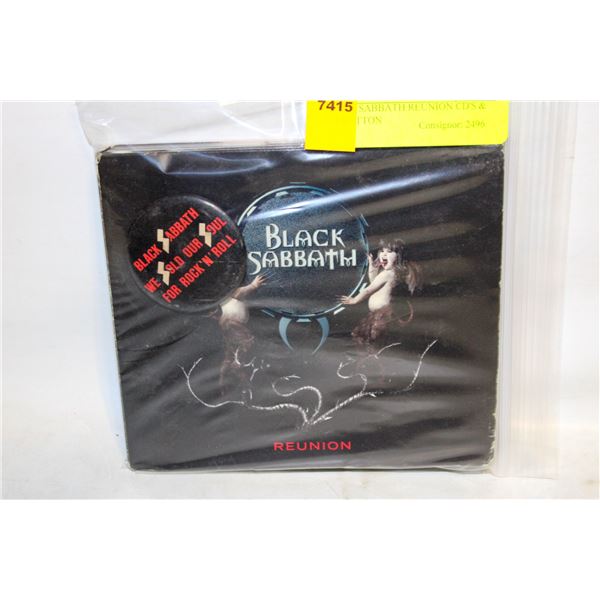 7415
SABBATH REUNION CD'S &
TTON
Consignor: 2496
BLACK SABBATH
WE SOLD OUR SOUL
FOR ROCK 'N' ROLL
BLACK
SABBATH
REUNION